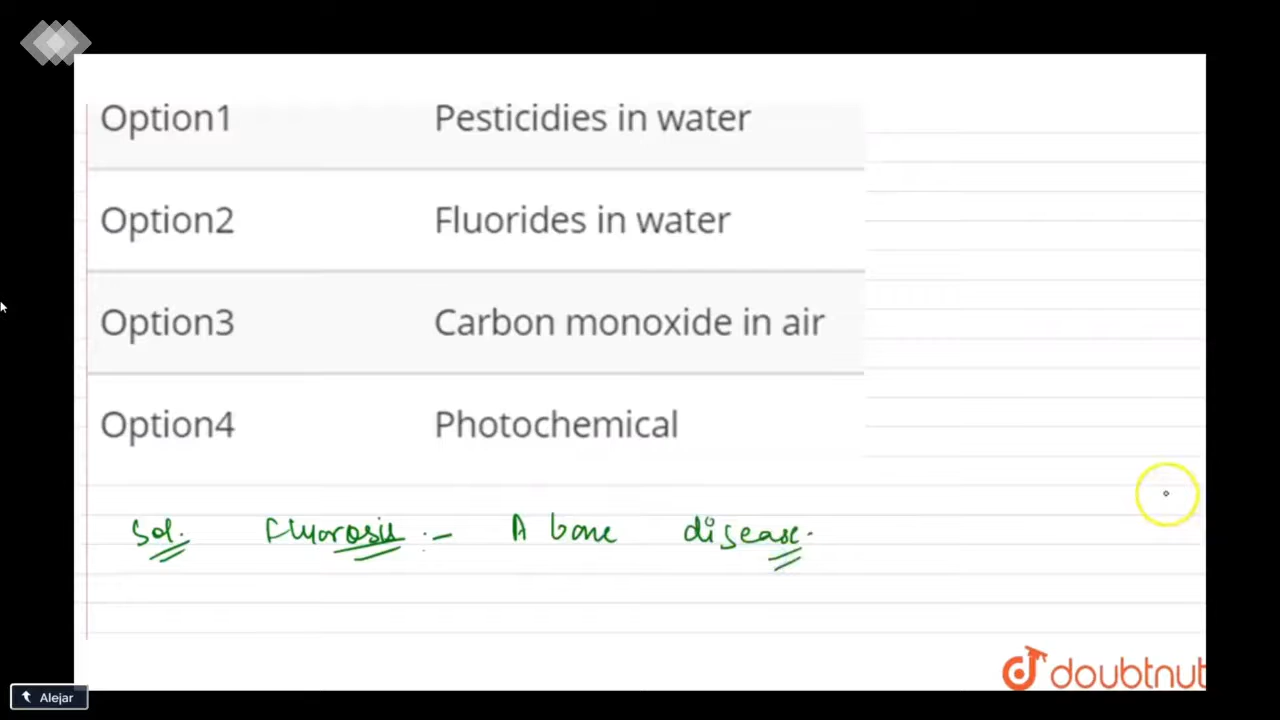 Option1 Pesticidies in water
Option2 Fluorides in water
Option3 Carbon monoxide in air
Option4 Photochemical
Sol. Fluorosis :- A bone disease.
doubtnut
Alejar